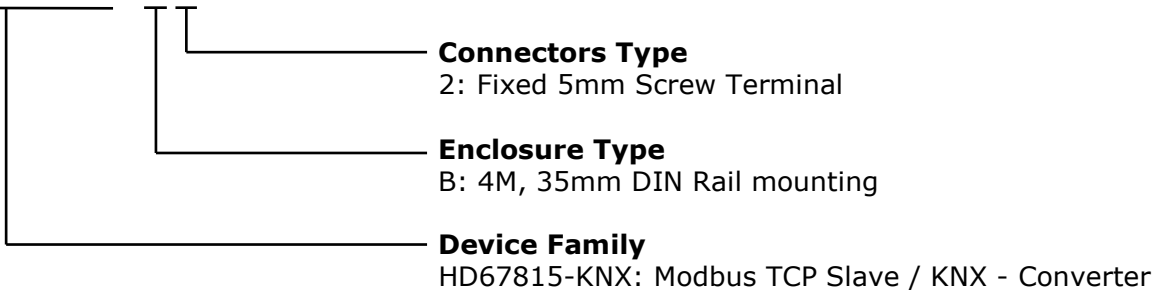 Connectors Type
2: Fixed 5mm Screw Terminal
Enclosure Type
B: 4M, 35mm DIN Rail mounting
Device Family
HD67815-KNX: Modbus TCP Slave / KNX - Converter